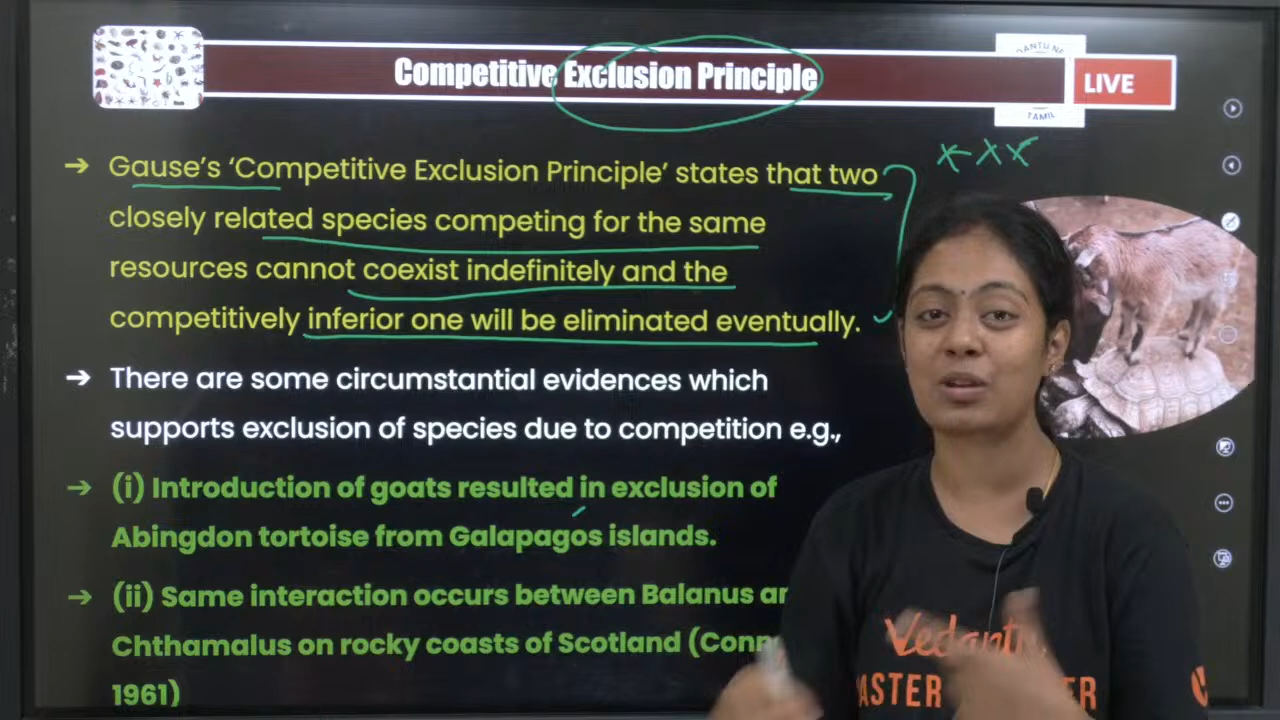 Competitive Exclusion Principle
LIVE
TAMIL
→ Gause's 'Competitive Exclusion Principle' states that two
closely related species competing for the same
resources cannot coexist indefinitely and the
competitively inferior one will be eliminated eventually.
→ There are some circumstantial evidences which
supports exclusion of species due to competition e.g.,
→ (i) Introduction of goats resulted in exclusion of
Abingdon tortoise from Galapagos islands.
→ (ii) Same interaction occurs between Balanus
Chthamalus on rocky coasts of Scotland
1961)